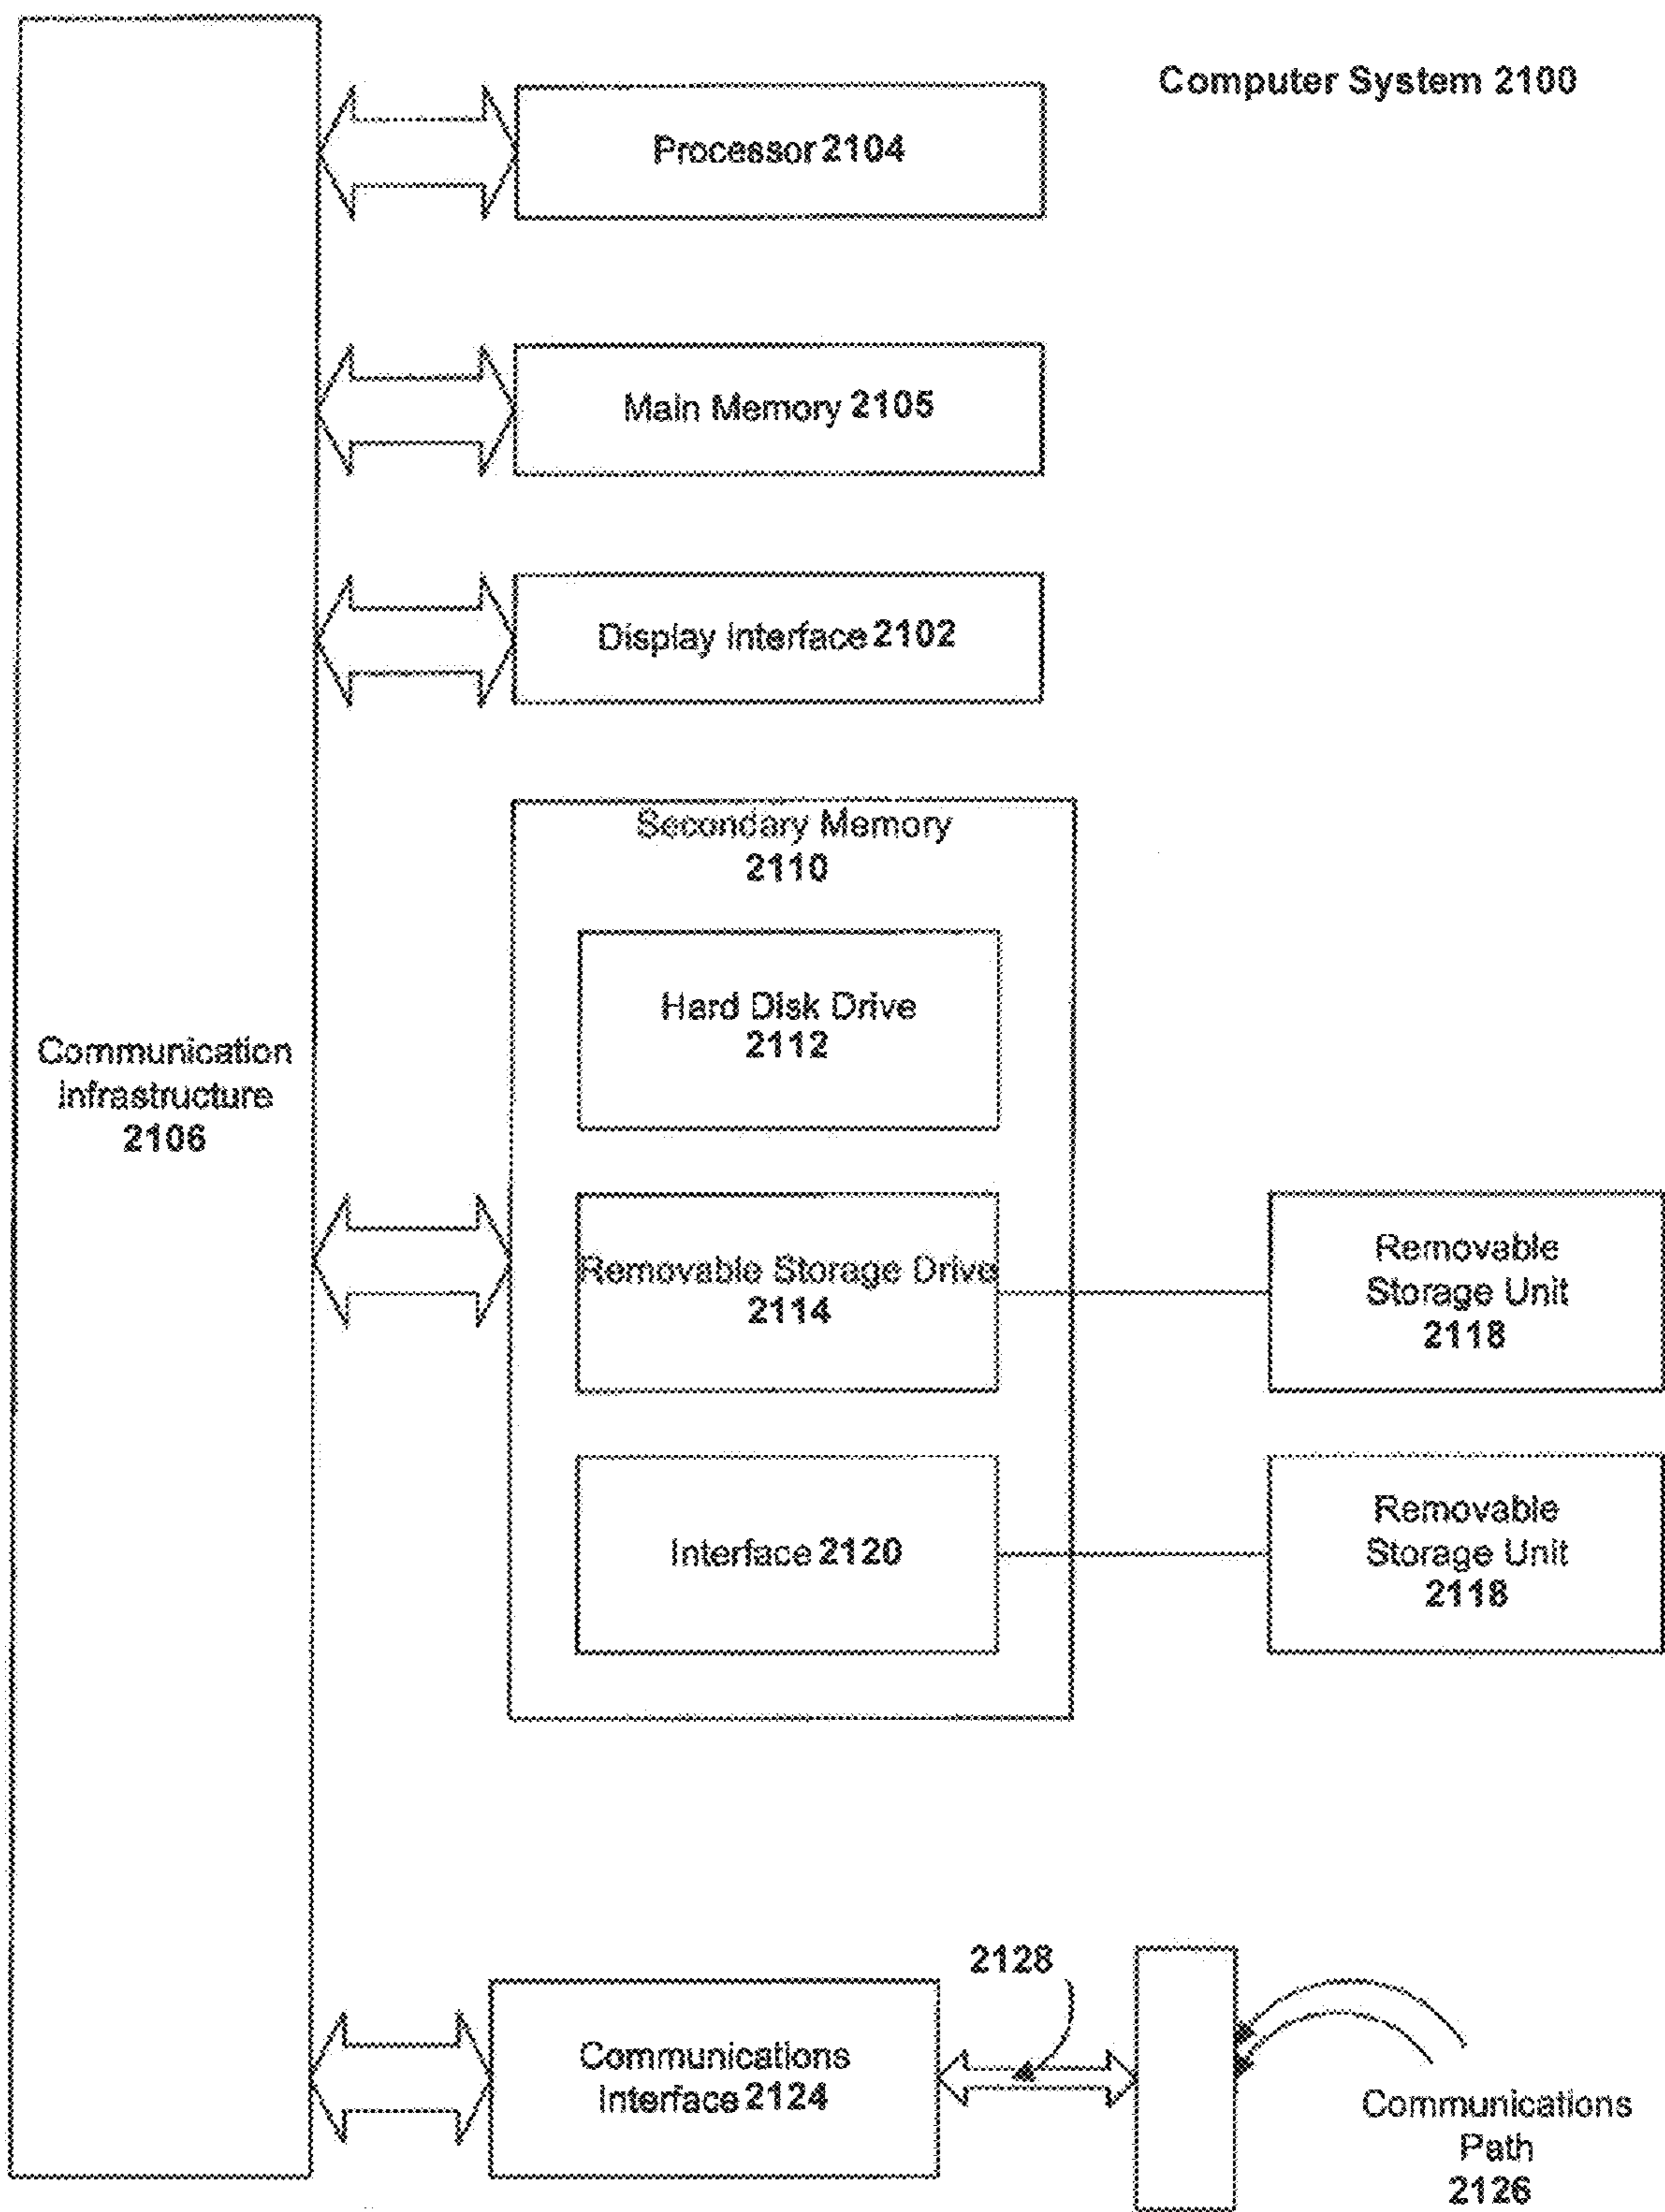 Computer System 2100
Processor 2104
Main Memory 2105
Display Interface 2102
Secondary Memory
2110
Hard Disk Drive
2112
Communication
Infrastructure
2106
Removable Storage Drive
2114
Removable
Storage Unit
2118
Interface 2120
Removable
Storage Unit
2118
2128
Communications
Interface 2124
Communications
Path
2126